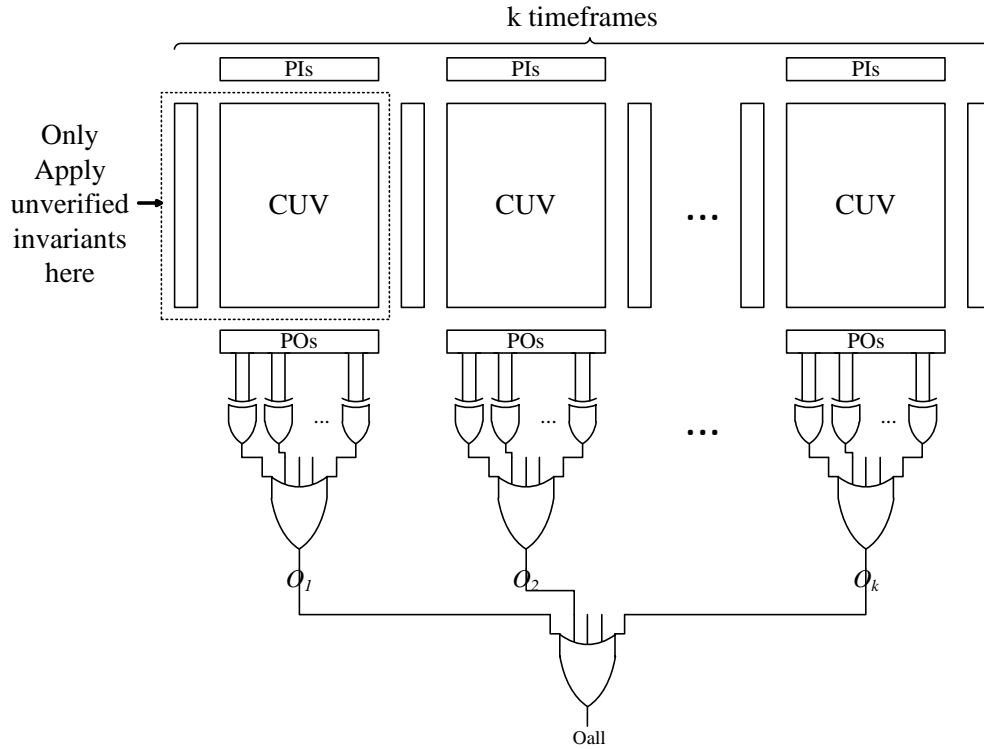 k timeframes
PIs PIs PIs
Only
Apply
unverified
invariants
here
CUV CUV ... CUV
POs POs POs
... ... ... ...
O1 O2 Ok
Oall